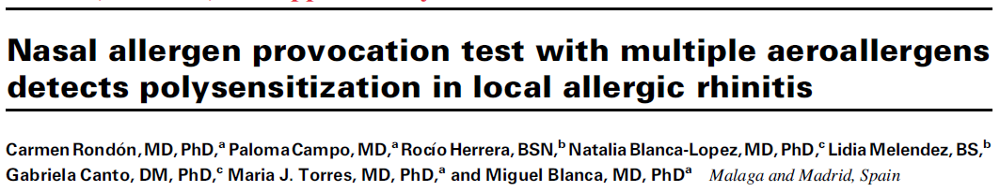 Nasal allergen provocation test with multiple aeroallergens
detects polysensitization in local allergic rhinitis
Carmen Rondón, MD, PhD,ᵃ Paloma Campo, MD,ᵃ Rocío Herrera, BSN,ᵇ Natalia Blanca-Lopez, MD, PhD,ᶜ Lidia Melendez, BS,ᵇ
Gabriela Canto, DM, PhD,ᶜ Maria J. Torres, MD, PhD,ᵃ and Miguel Blanca, MD, PhDᵃ Malaga and Madrid, Spain